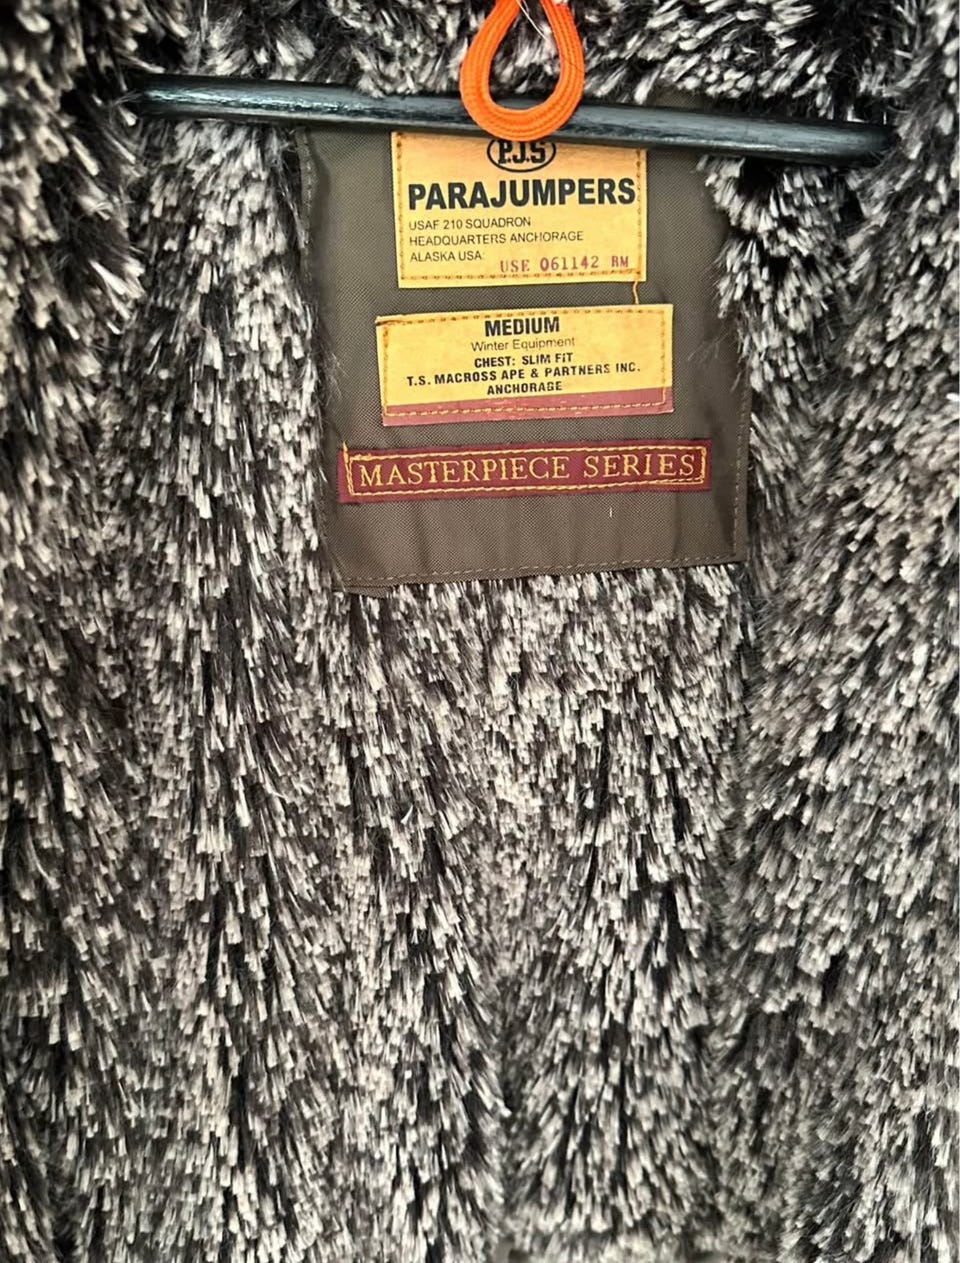 P.J.S
PARAJUMPERS
USAF 210 SQUADRON
HEADQUARTERS ANCHORAGE
ALASKA USA: USE 061142 RM
MEDIUM
Winter Equipment
CHEST: SLIM FIT
T.S. MACROSS APE & PARTNERS INC.
ANCHORAGE
MASTERPIECE SERIES